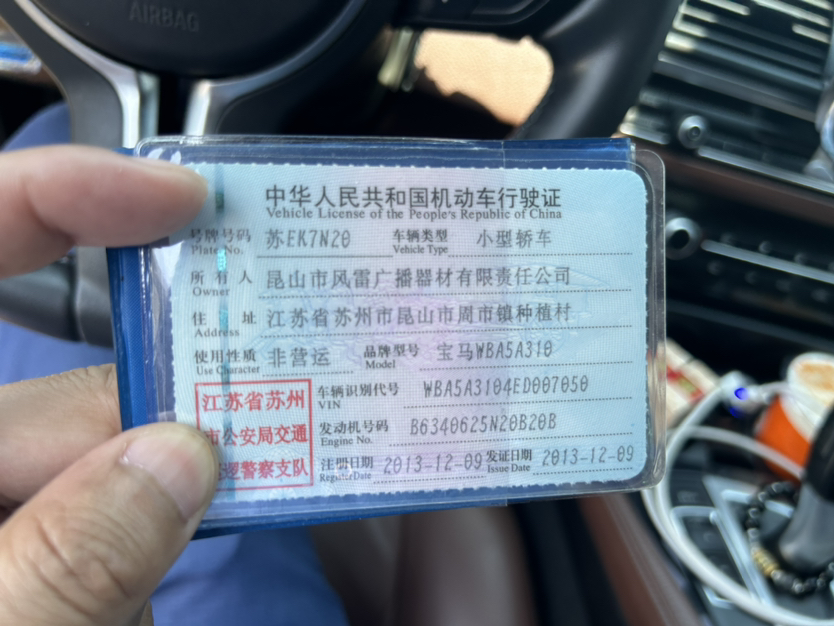 AIRBAG
中华人民共和国机动车行驶证
Vehicle License of the People's Republic of China
号牌号码 苏EK7N20 车辆类型 小型轿车
Plate No. Vehicle Type
所有人 昆山市风雷广播器材有限责任公司
Owner
住址 江苏省苏州市昆山市周市镇种植村
Address
使用性质 非营运 品牌型号 宝马WBA5A310
Use Character Model
江苏省苏州 车辆识别代号 WBA5A3104ED007050
VIN
市公安局交通 发动机号码 B6340625N20B20B
Engine No.
警察支队 注册日期 2013-12-09 发证日期 2013-12-09
Register Date Issue Date